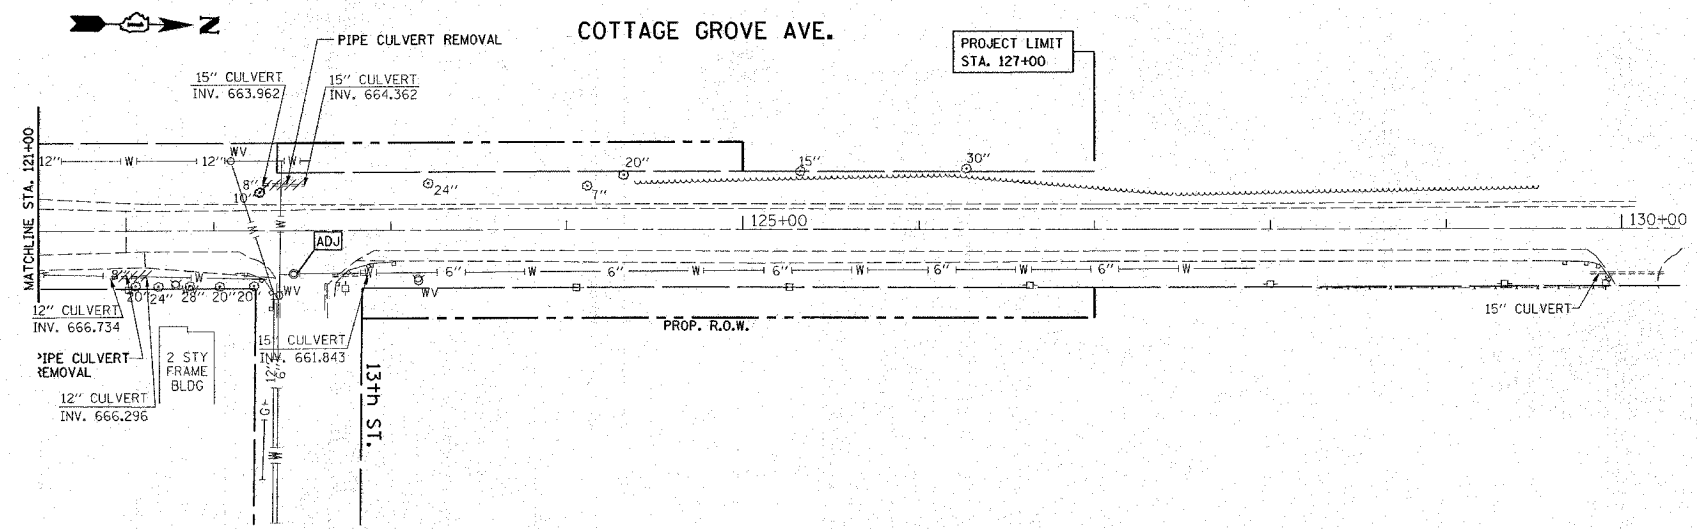 1
N
COTTAGE GROVE AVE.
PIPE CULVERT REMOVAL
PROJECT LIMIT
STA. 127+00
15" CULVERT
INV. 663.962
15" CULVERT
INV. 664.362
MATCHLINE STA. 121+00
12" W 12" W
WV
8"
10"
24"
7"
20"
15"
30"
W
W
125+00
130+00
ADJ
8" W
W 6" W 6" W 6" W 6" W 6" W
20" 24" 28" 20" 20"
WV
WV
12" CULVERT
INV. 666.734
PIPE CULVERT
REMOVAL
2 STY
FRAME
BLDG
12" CULVERT
INV. 666.296
15" CULVERT
INV. 661.843
PROP. R.O.W.
15" CULVERT
12"
6"
13th ST.
G
W